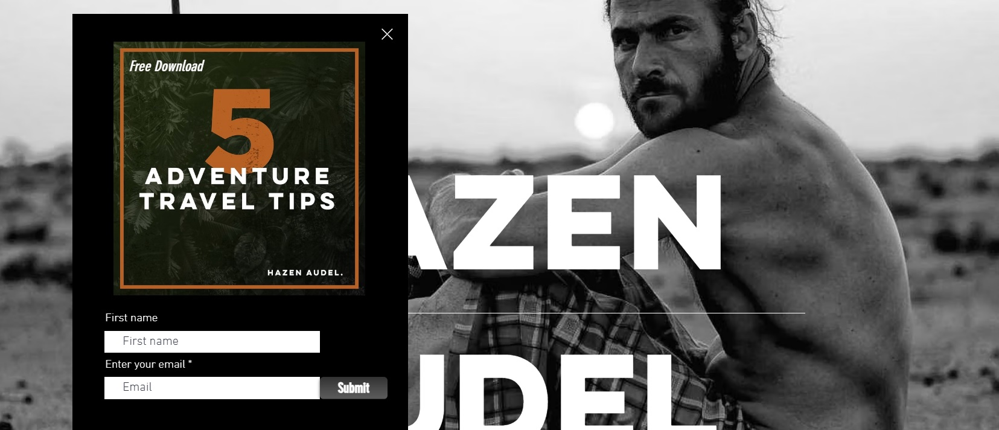 Free Download
5
ADVENTURE
TRAVEL TIPS
HAZEN AUDEL.
First name
First name
Enter your email *
Email
Submit
AZEN
UDEL